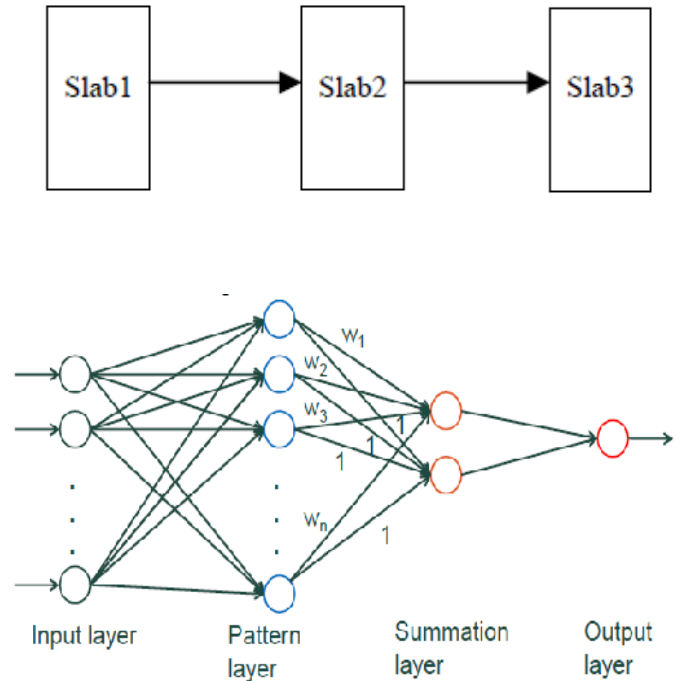 Slab1 Slab2 Slab3
w1
w2
w3
1
1
1
wn
1
Input layer Pattern layer Summation layer Output layer